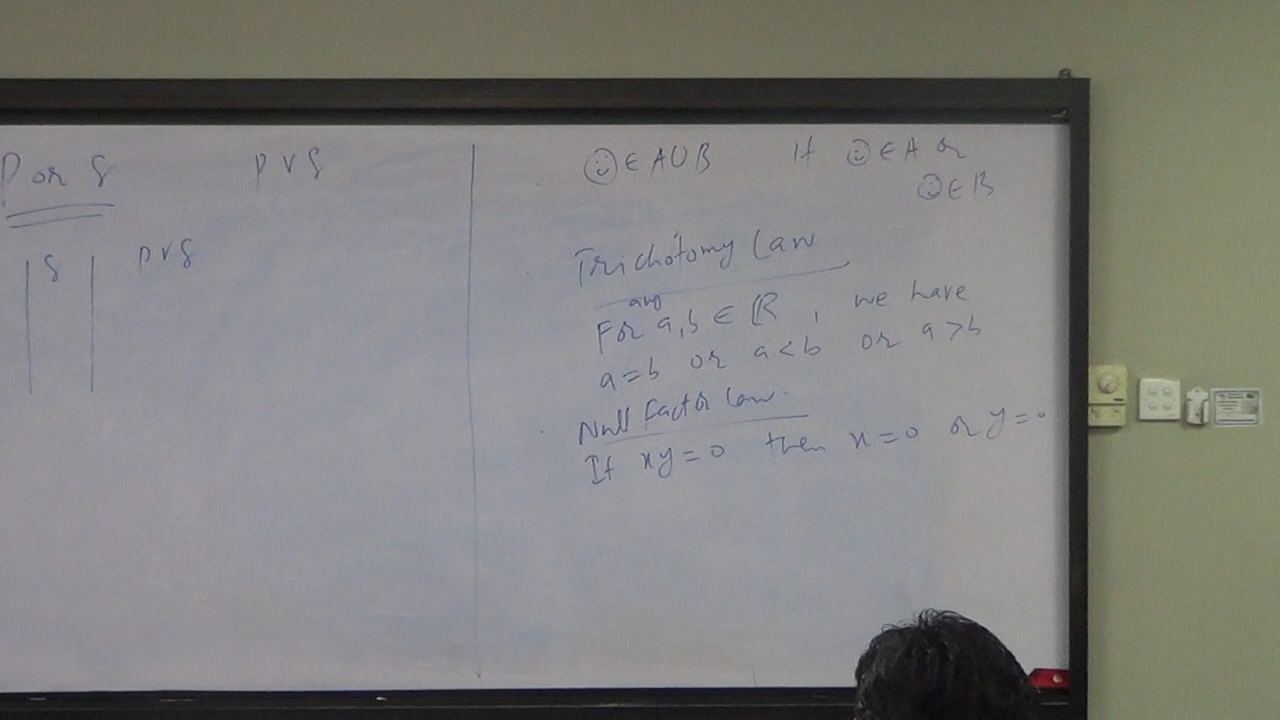 P or q
P ∨ q
q P ∨ q
☺ ∈ A ∪ B If ☺ ∈ A or
☺ ∈ B
Trichotomy Law
any
For a, b ∈ ℝ, we have
a = b or a < b or a > b
Null Factor Law.
If xy = 0 then x = 0 or y = 0